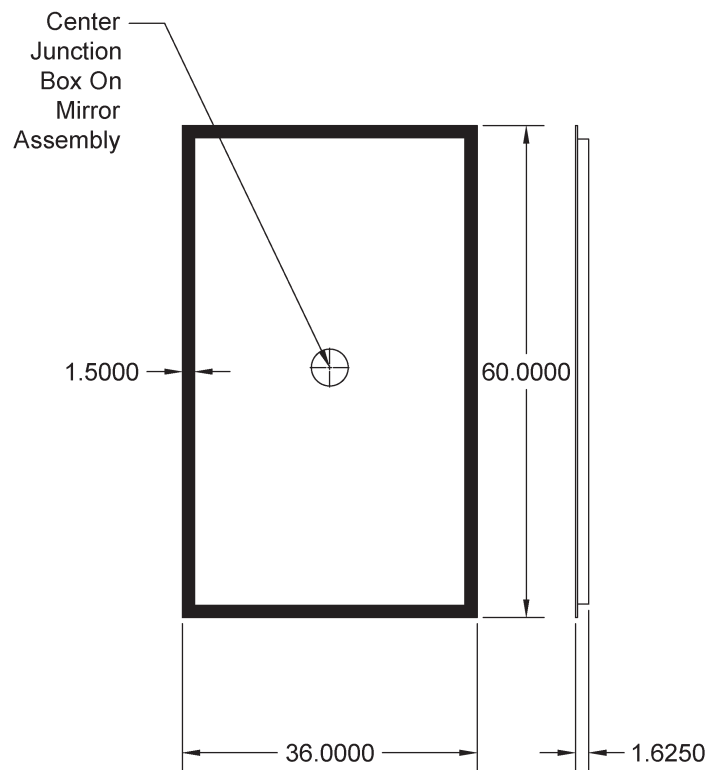 Center
Junction
Box On
Mirror
Assembly
1.5000
60.0000
36.0000
1.6250